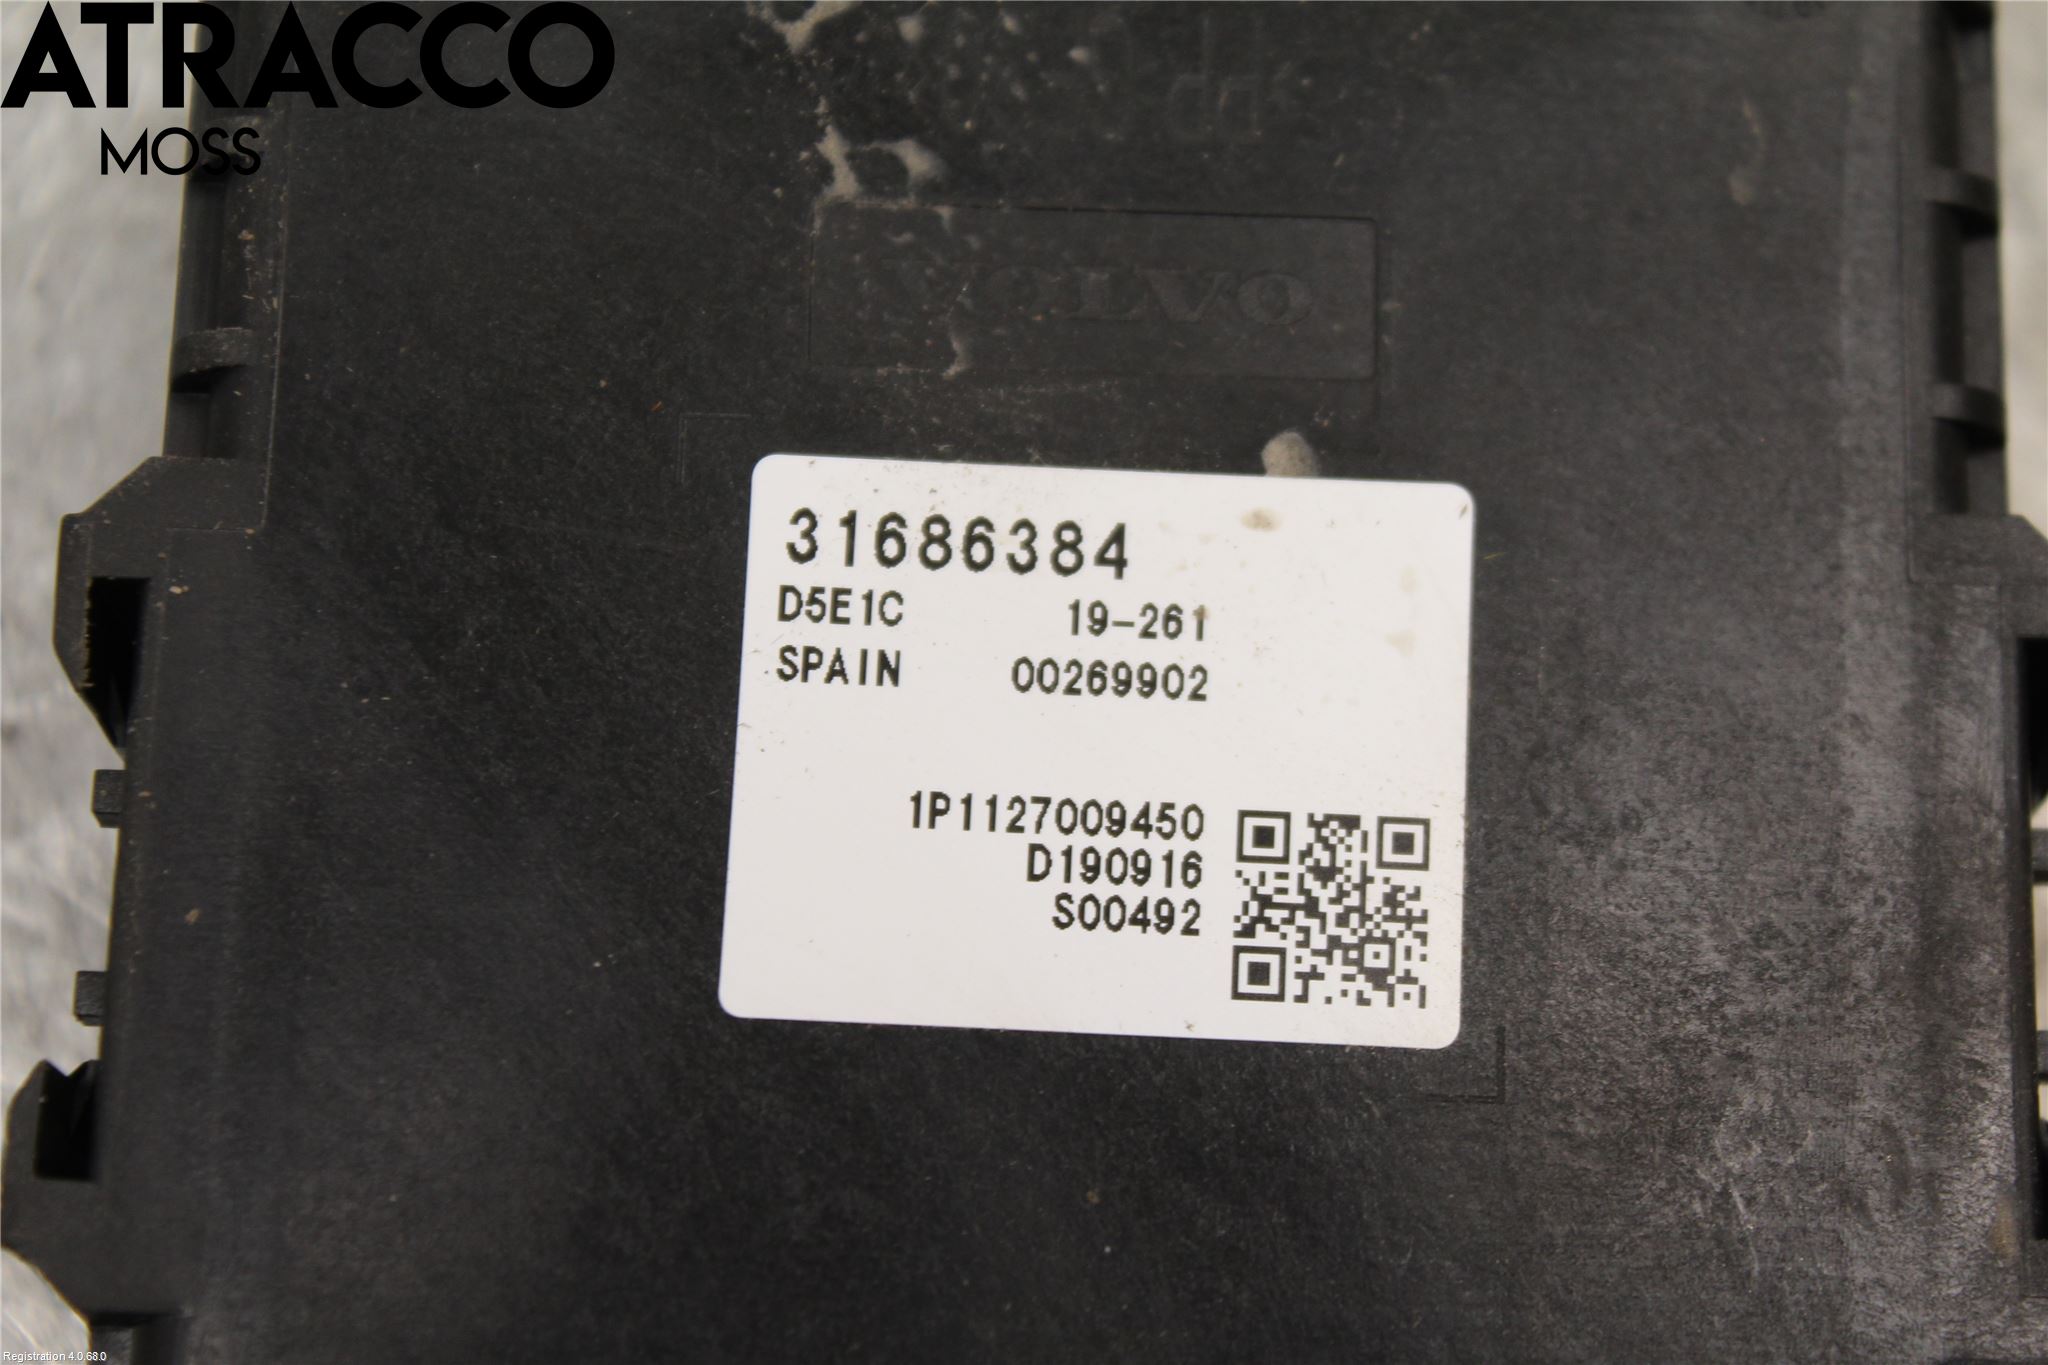 ATRACCO
MOSS
VOLVO
31686384
D5E1C 19-261
SPAIN 00269902
1P1127009450
D190916
S00492
Registration 4.0.68.0